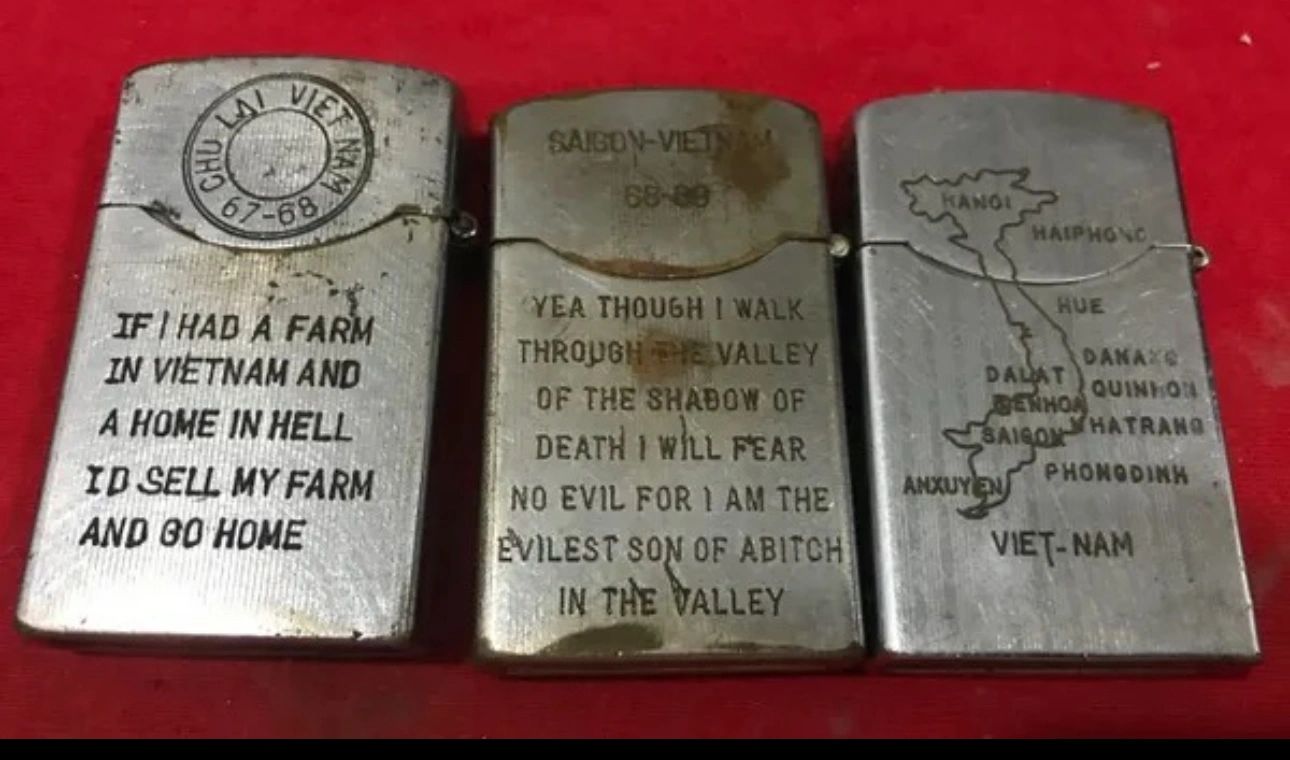 CHU LAI VIET NAM
67-68
IF I HAD A FARM
IN VIETNAM AND
A HOME IN HELL
ID SELL MY FARM
AND GO HOME
SAIGON-VIETNAM
68-69
YEA THOUGH I WALK
THROUGH THE VALLEY
OF THE SHADOW OF
DEATH I WILL FEAR
NO EVIL FOR I AM THE
EVILEST SON OF ABITCH
IN THE VALLEY
HANOI
HAIPHONG
HUE
DANANG
DALAT
QUINHON
BENHOA
NHATRANG
SAIGON
PHONGDINH
ANXUYEN
VIET-NAM